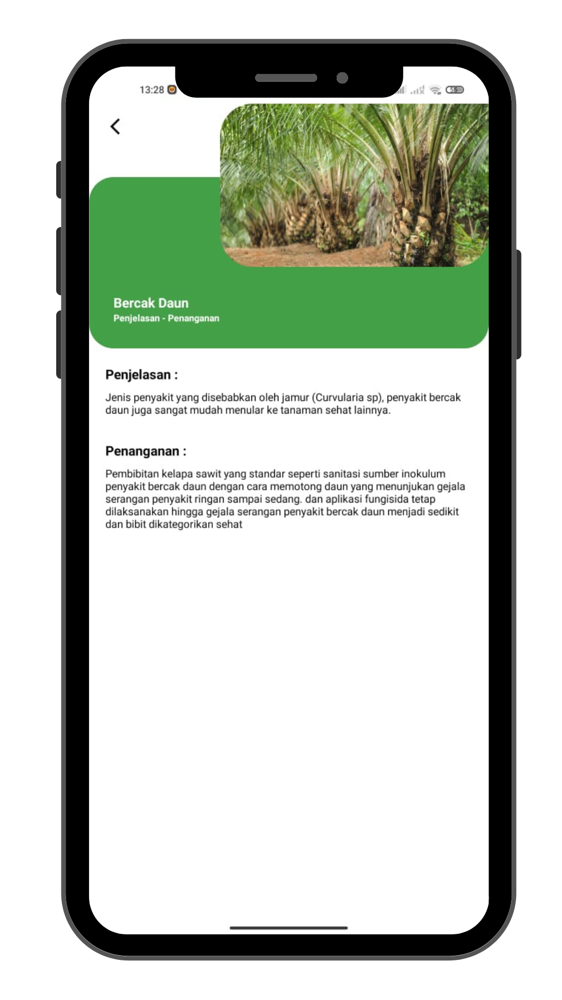 13:28
55
Bercak Daun
Penjelasan - Penanganan
Penjelasan :
Jenis penyakit yang disebabkan oleh jamur (Curvularia sp), penyakit bercak
daun juga sangat mudah menular ke tanaman sehat lainnya.
Penanganan :
Pembibitan kelapa sawit yang standar seperti sanitasi sumber inokulum
penyakit bercak daun dengan cara memotong daun yang menunjukan gejala
serangan penyakit ringan sampai sedang. dan aplikasi fungisida tetap
dilaksanakan hingga gejala serangan penyakit bercak daun menjadi sedikit
dan bibit dikategorikan sehat